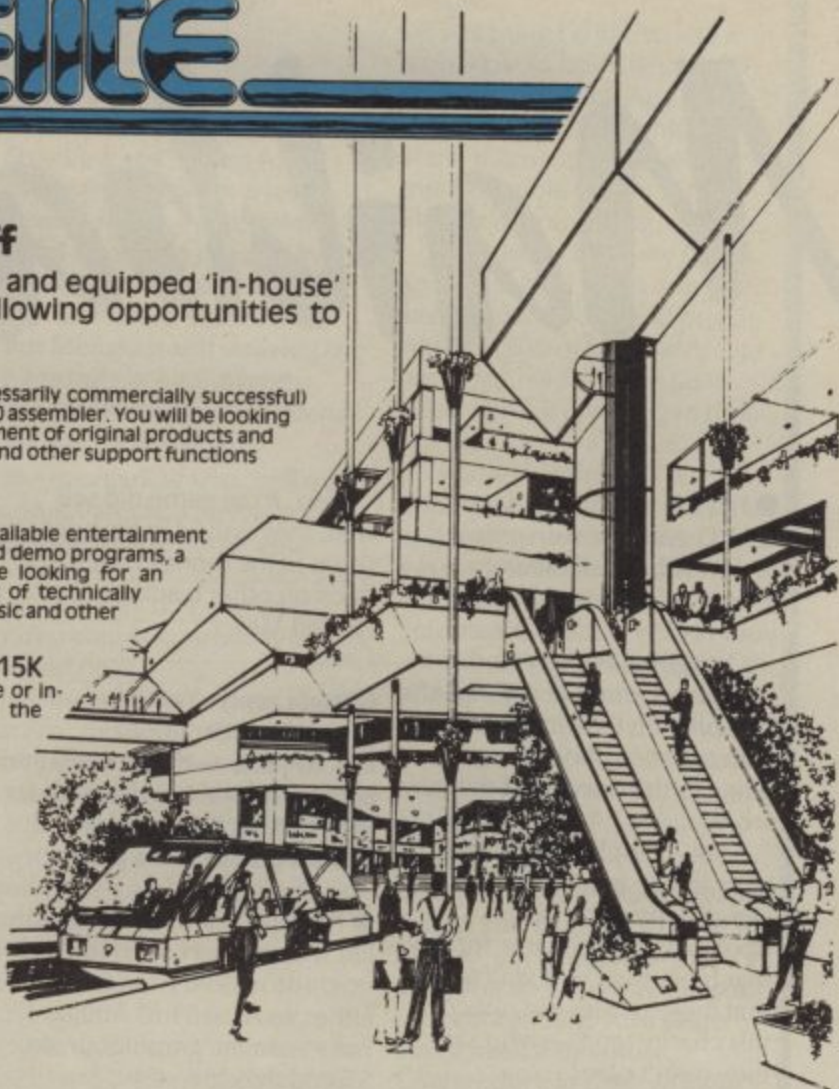 ELITE
ff
and equipped 'in-house'
llowing opportunities to
essarily commercially successful)
assembler. You will be looking
ment of original products and
nd other support functions
ailable entertainment
d demo programs, a
e looking for an
of technically
sic and other
15K
e or in-
the